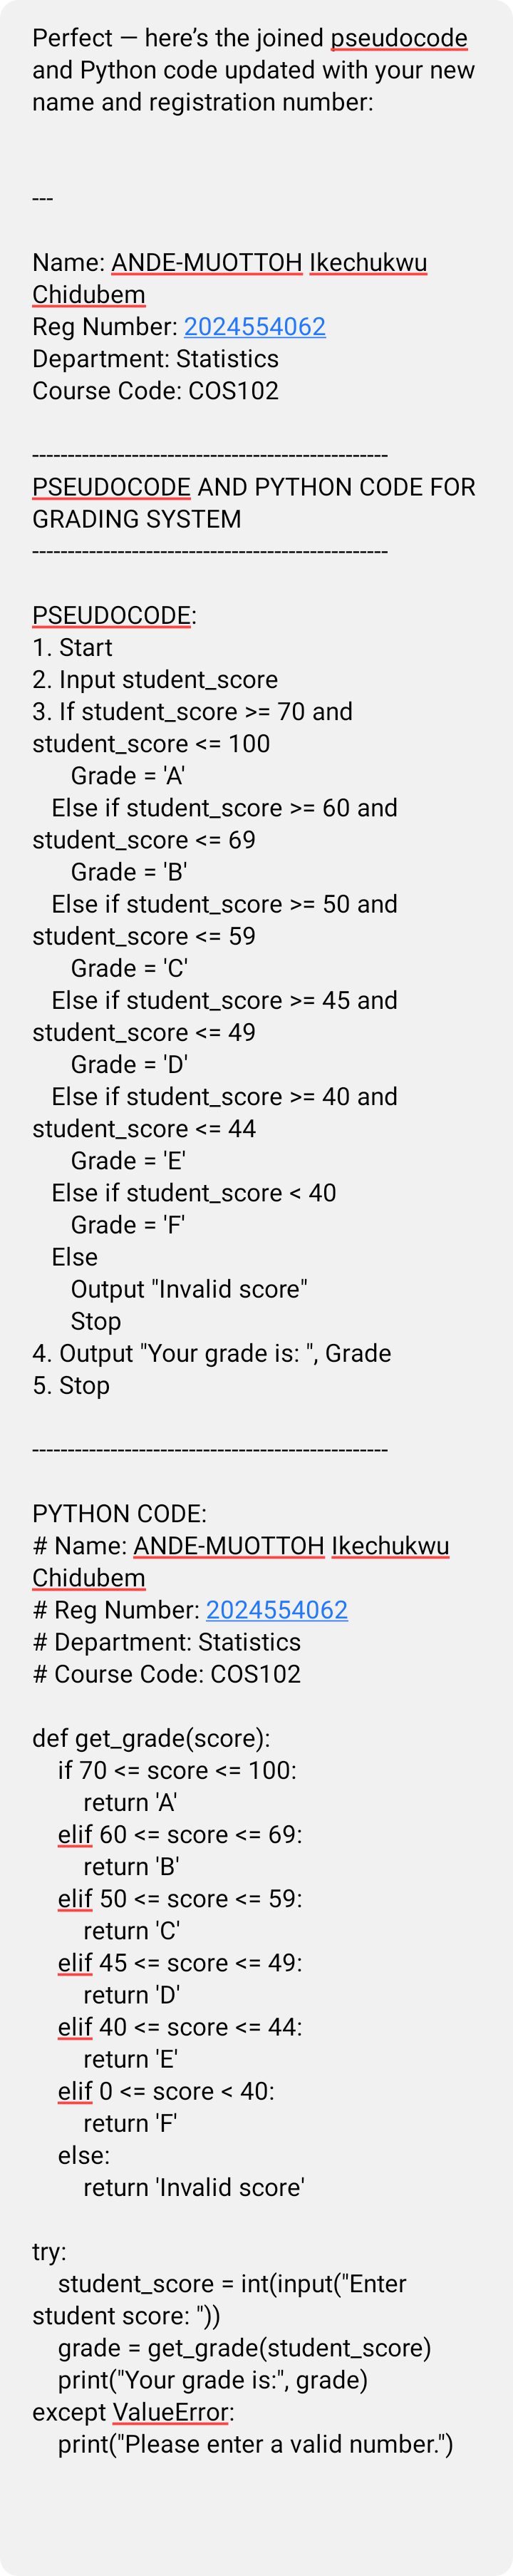 Perfect — here's the joined pseudocode
and Python code updated with your new
name and registration number:
---
Name: ANDE-MUOTTOH Ikechukwu
Chidubem
Reg Number: 2024554062
Department: Statistics
Course Code: COS102
--------------------------------------------------
PSEUDOCODE AND PYTHON CODE FOR
GRADING SYSTEM
--------------------------------------------------
PSEUDOCODE:
1. Start
2. Input student_score
3. If student_score >= 70 and
student_score <= 100
      Grade = 'A'
   Else if student_score >= 60 and
student_score <= 69
      Grade = 'B'
   Else if student_score >= 50 and
student_score <= 59
      Grade = 'C'
   Else if student_score >= 45 and
student_score <= 49
      Grade = 'D'
   Else if student_score >= 40 and
student_score <= 44
      Grade = 'E'
   Else if student_score < 40
      Grade = 'F'
   Else
      Output "Invalid score"
      Stop
4. Output "Your grade is: ", Grade
5. Stop
--------------------------------------------------
PYTHON CODE:
# Name: ANDE-MUOTTOH Ikechukwu
Chidubem
# Reg Number: 2024554062
# Department: Statistics
# Course Code: COS102
def get_grade(score):
    if 70 <= score <= 100:
        return 'A'
    elif 60 <= score <= 69:
        return 'B'
    elif 50 <= score <= 59:
        return 'C'
    elif 45 <= score <= 49:
        return 'D'
    elif 40 <= score <= 44:
        return 'E'
    elif 0 <= score < 40:
        return 'F'
    else:
        return 'Invalid score'
try:
    student_score = int(input("Enter
student score: "))
    grade = get_grade(student_score)
    print("Your grade is:", grade)
except ValueError:
    print("Please enter a valid number.")